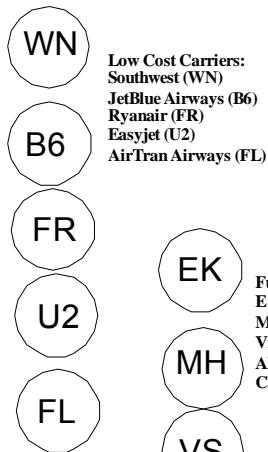 WN
Low Cost Carriers:
Southwest (WN)
JetBlue Airways (B6)
Ryanair (FR)
Easyjet (U2)
AirTran Airways (FL)
B6
FR
U2
FL
EK
MH
VS